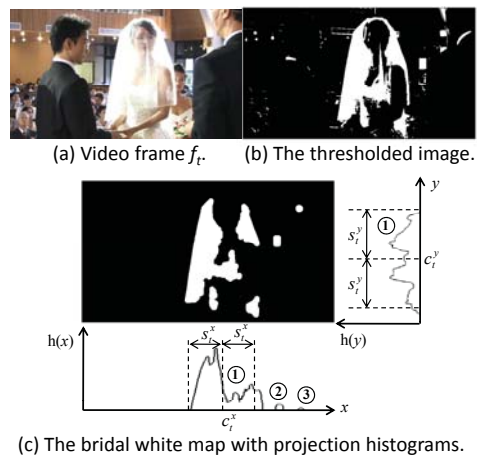 (a) Video frame f_t.
(b) The thresholded image.
y
①
s_t^y
c_t^y
s_t^y
h(y)
h(x)
s_t^x s_t^x
① ② ③
c_t^x
x
(c) The bridal white map with projection histograms.